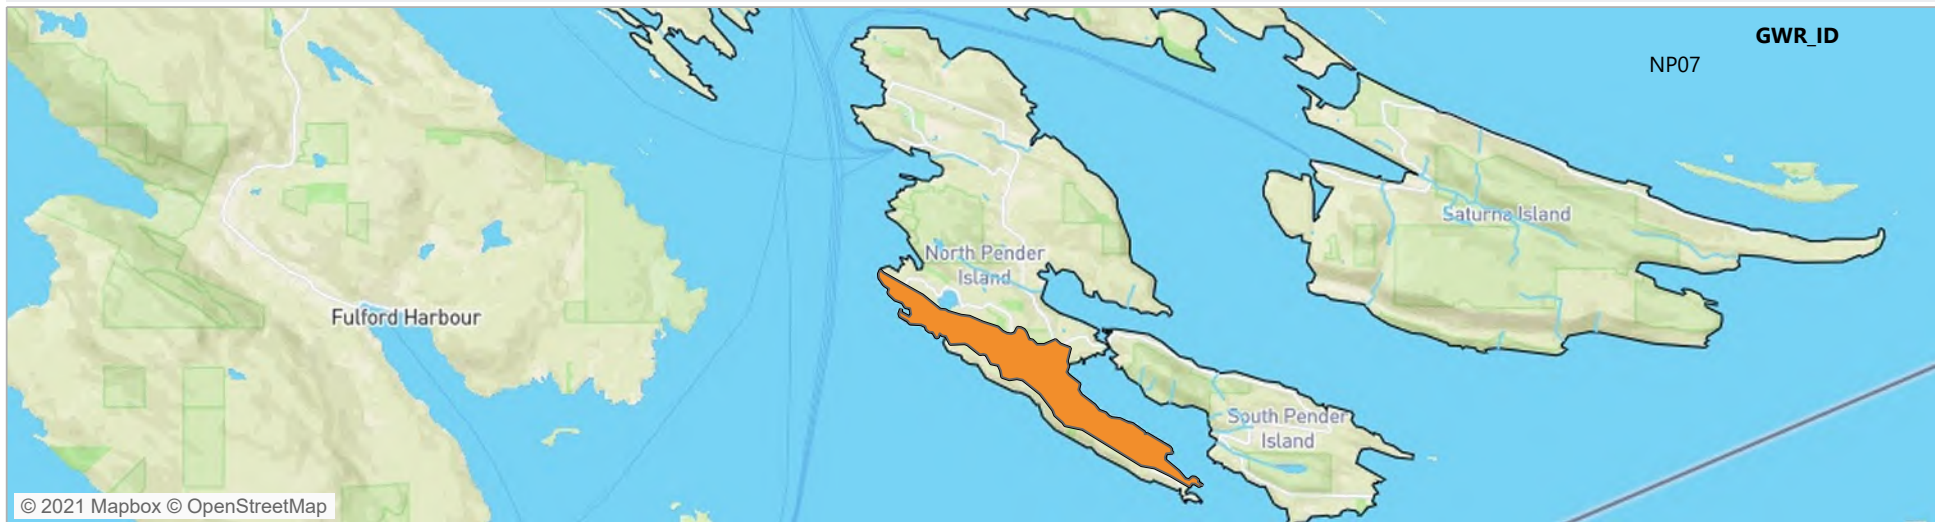 GWR_ID
NP07
Saturna Island
North Pender
Island
Fulford Harbour
South Pender
Island
© 2021 Mapbox © OpenStreetMap